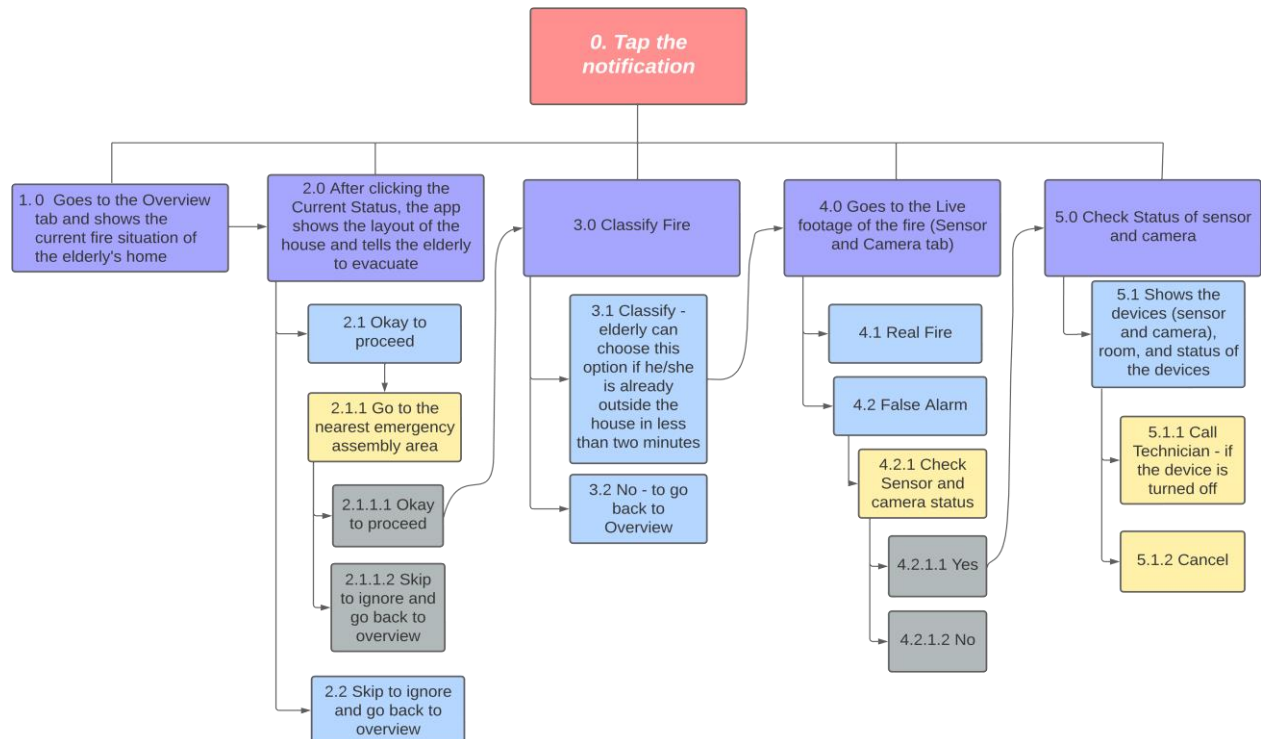 0. Tap the
notification
1. 0 Goes to the Overview
tab and shows the
current fire situation of
the elderly's home
2.0 After clicking the
Current Status, the app
shows the layout of the
house and tells the elderly
to evacuate
2.1 Okay to
proceed
2.1.1 Go to the
nearest emergency
assembly area
2.1.1.1 Okay
to proceed
2.1.1.2 Skip
to ignore and
go back to
overview
2.2 Skip to ignore
and go back to
overview
3.0 Classify Fire
3.1 Classify -
elderly can
choose this
option if he/she
is already
outside the
house in less
than two minutes
3.2 No - to go
back to
Overview
4.0 Goes to the Live
footage of the fire (Sensor
and Camera tab)
4.1 Real Fire
4.2 False Alarm
4.2.1 Check
Sensor and
camera status
4.2.1.1 Yes
4.2.1.2 No
5.0 Check Status of sensor
and camera
5.1 Shows the
devices (sensor
and camera),
room, and status of
the devices
5.1.1 Call
Technician - if
the device is
turned off
5.1.2 Cancel